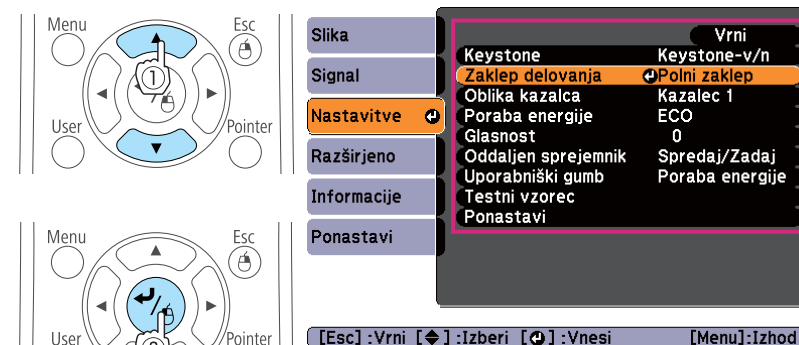 Menu
Esc
1
User
Pointer
Menu
Esc
User
2
Pointer
Slika
Signal
Nastavitve
Razširjeno
Informacije
Ponastavi
Vrni
Keystone Keystone-v/n
Zaklep delovanja Polni zaklep
Oblika kazalca Kazalec 1
Poraba energije ECO
Glasnost 0
Oddaljen sprejemnik Spredaj/Zadaj
Uporabniški gumb Poraba energije
Testni vzorec
Ponastavi
[Esc] :Vrni [◆] :Izberi [⏎] :Vnesi [Menu]:Izhod